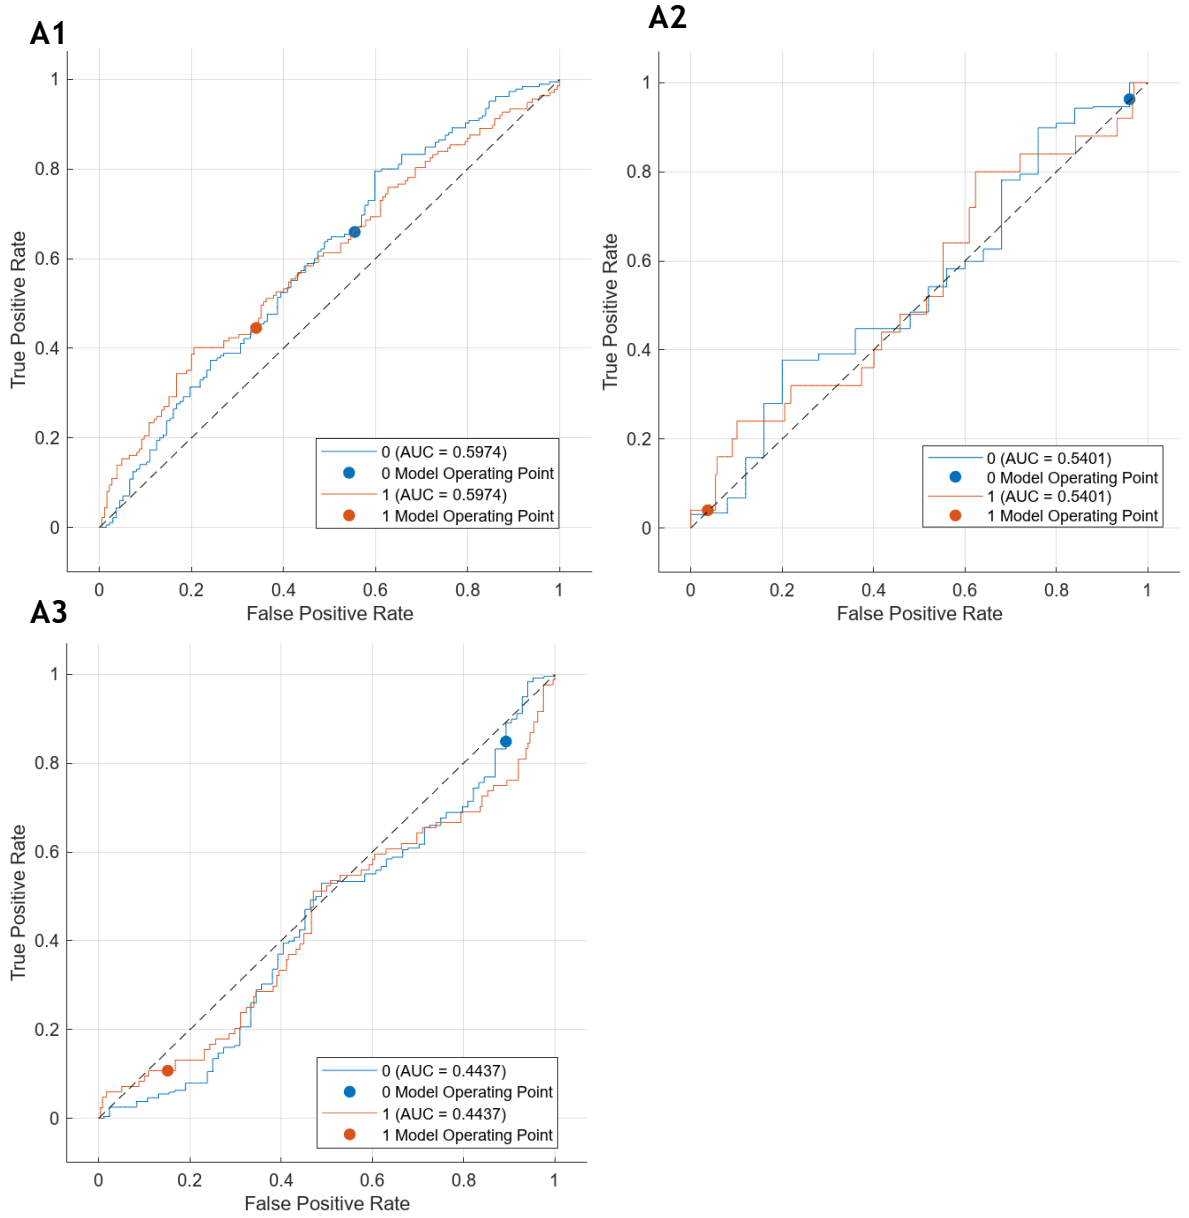 A1
1
0.8
0.6
0.4
0.2
0
True Positive Rate
0 (AUC = 0.5974)
0 Model Operating Point
1 (AUC = 0.5974)
1 Model Operating Point
0 0.2 0.4 0.6 0.8 1
False Positive Rate
A2
1
0.8
0.6
0.4
0.2
0
True Positive Rate
0 (AUC = 0.5401)
0 Model Operating Point
1 (AUC = 0.5401)
1 Model Operating Point
0 0.2 0.4 0.6 0.8 1
False Positive Rate
A3
1
0.8
0.6
0.4
0.2
0
True Positive Rate
0 (AUC = 0.4437)
0 Model Operating Point
1 (AUC = 0.4437)
1 Model Operating Point
0 0.2 0.4 0.6 0.8 1
False Positive Rate